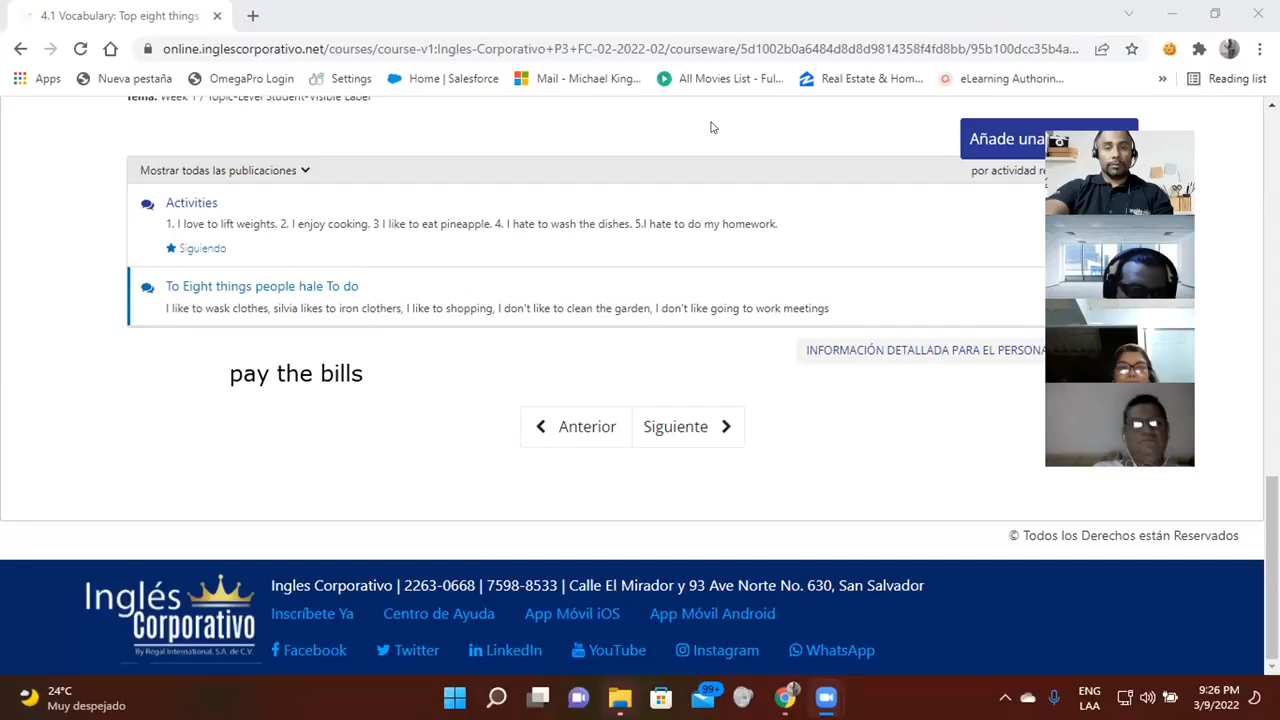 4.1 Vocabulary: Top eight things
online.inglescorporativo.net/courses/course-v1:Ingles-Corporativo+P3+FC-02-2022-02/courseware/5d1002b0a6484d8d8d9814358f4fd8bb/95b100dcc35b4a...
Apps Nueva pestaña OmegaPro Login Settings Home | Salesforce Mail - Michael King... All Movies List - Ful... Real Estate & Hom... eLearning Authorin... » Reading list
Tema: Week 1 / Topic-Level Student-Visible Label
Añade una
Mostrar todas las publicaciones por actividad re
Activities
1. I love to lift weights. 2. I enjoy cooking. 3 I like to eat pineapple. 4. I hate to wash the dishes. 5.I hate to do my homework.
Siguiendo
To Eight things people hale To do
I like to wask clothes, silvia likes to iron clothers, I like to shopping, I don't like to clean the garden, I don't like going to work meetings
INFORMACIÓN DETALLADA PARA EL PERSONA
pay the bills
Anterior Siguiente
© Todos los Derechos están Reservados
Inglés Corporativo
By Regal International, S.A. de C.V.
Ingles Corporativo | 2263-0668 | 7598-8533 | Calle El Mirador y 93 Ave Norte No. 630, San Salvador
Inscríbete Ya Centro de Ayuda App Móvil iOS App Móvil Android
Facebook Twitter LinkedIn YouTube Instagram WhatsApp
24°C
Muy despejado
99+
ENG
LAA
9:26 PM
3/9/2022